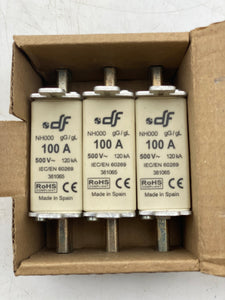 df
NH000 gG/gL
100 A
500 V~ 120 kA
IEC/EN 60269
361065
RoHS
CE
Made in Spain
df
NH000 gG/gL
100 A
500 V~ 120 kA
IEC/EN 60269
361065
RoHS
CE
Made in Spain
df
NH000 gG/gL
100 A
500 V~ 120 kA
IEC/EN 60269
361065
RoHS
CE
Made in Spain